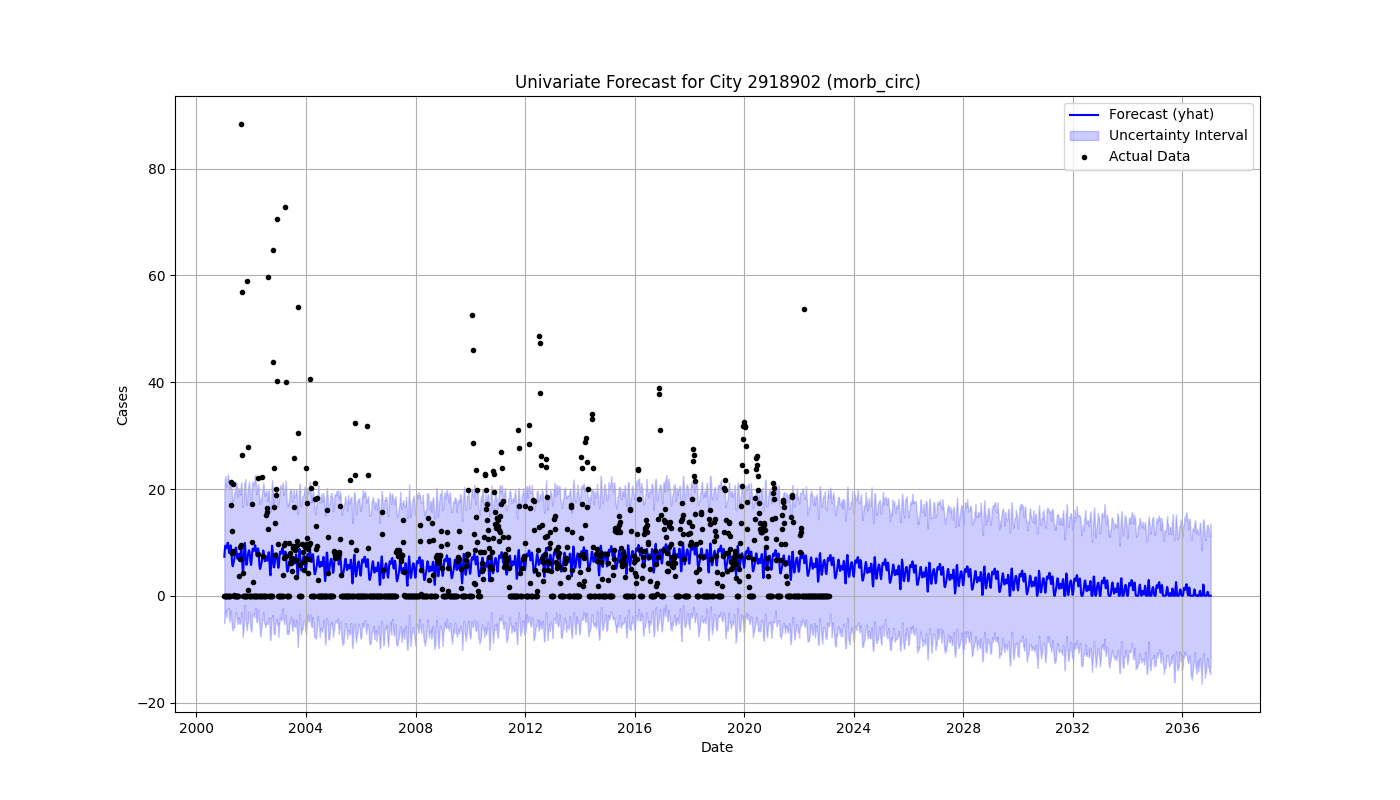 Univariate Forecast for City 2918902 (morb_circ)
Forecast (yhat)
Uncertainty Interval
Actual Data
Cases
80
60
40
20
0
−20
2000 2004 2008 2012 2016 2020 2024 2028 2032 2036
Date